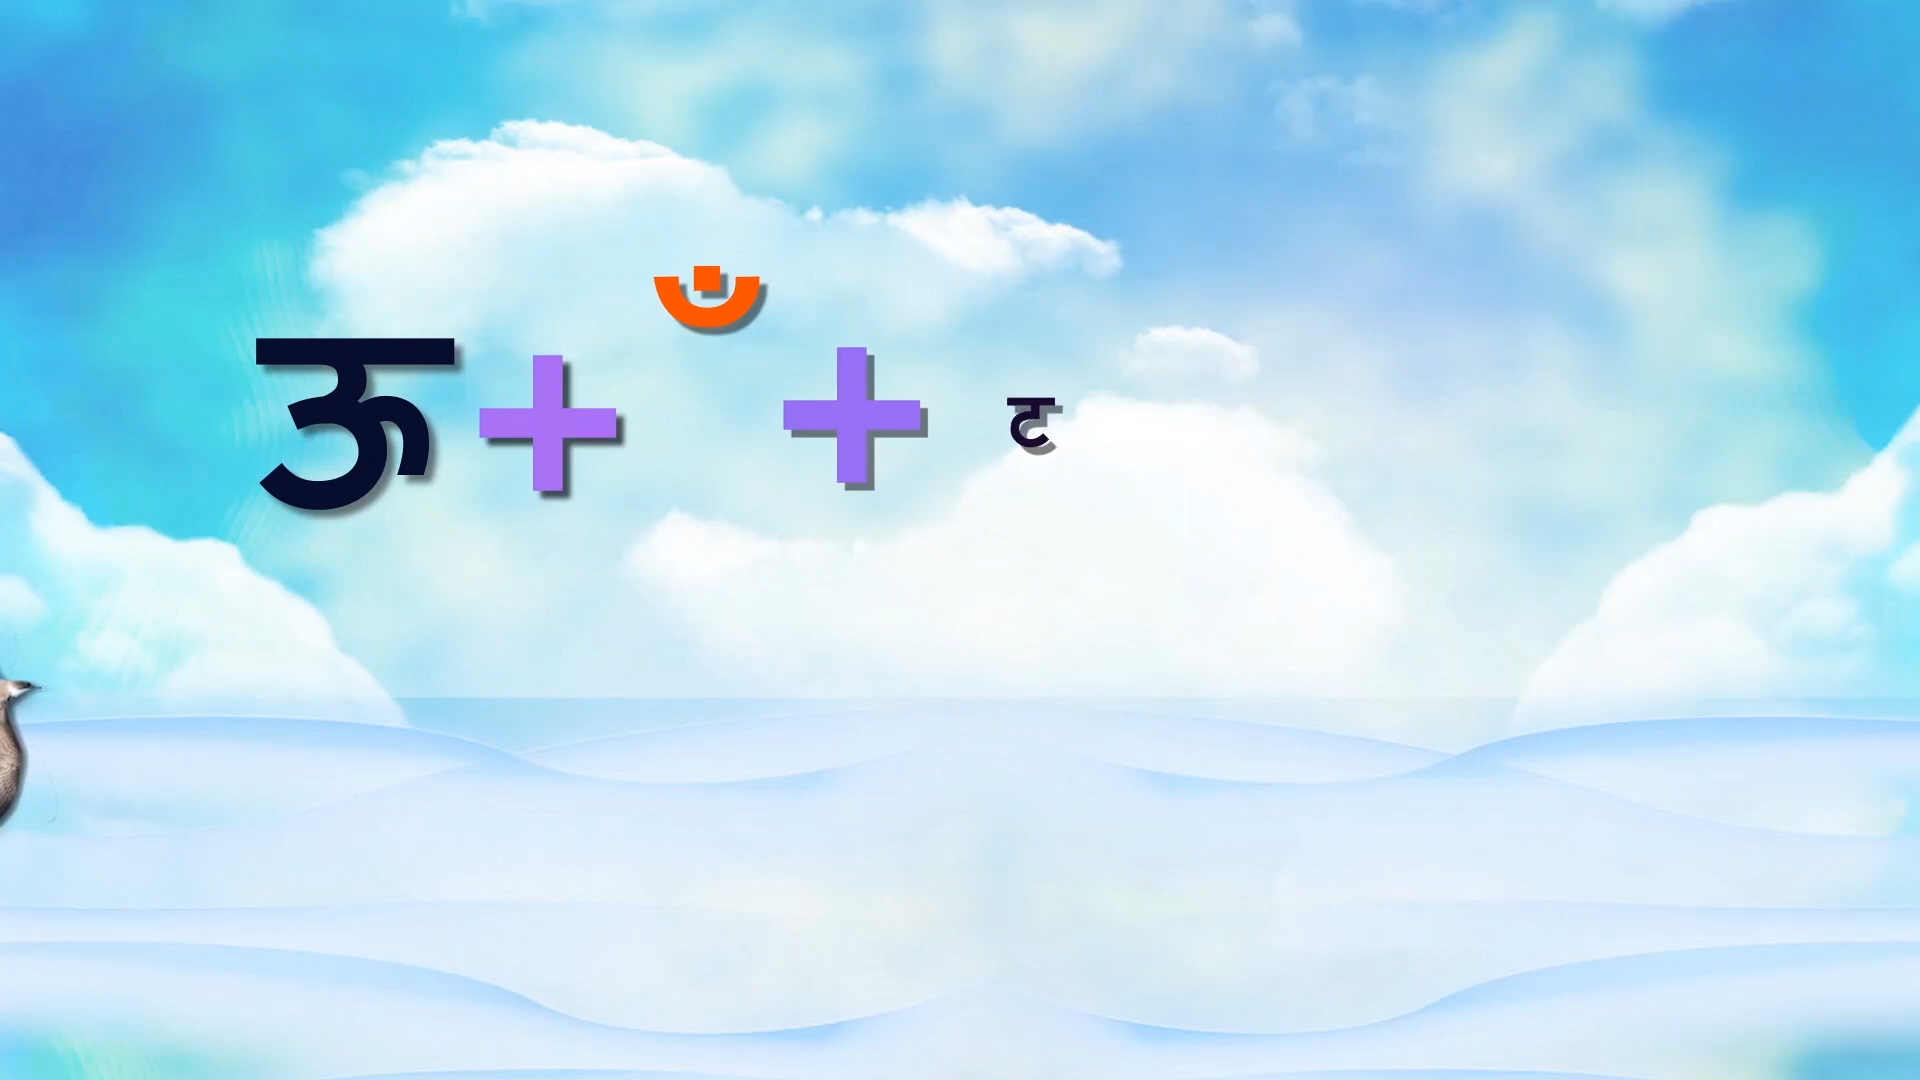 ऊ + ँ + ट